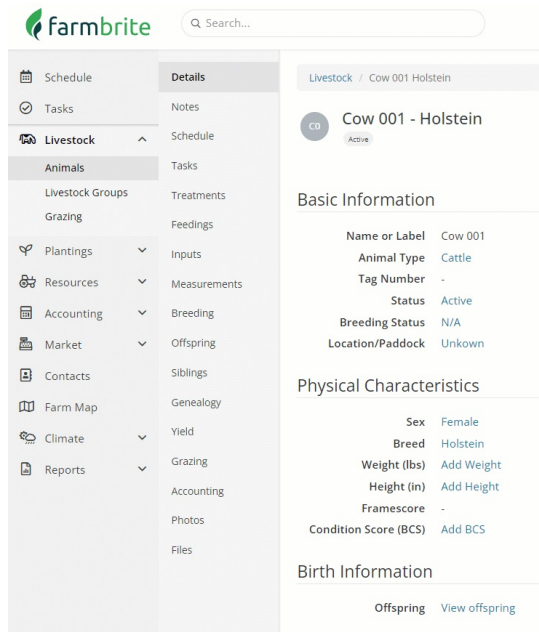 farmbrite
Search...
Schedule
Tasks
Livestock
Animals
Livestock Groups
Grazing
Plantings
Resources
Accounting
Market
Contacts
Farm Map
Climate
Reports
Details
Notes
Schedule
Tasks
Treatments
Feedings
Inputs
Measurements
Breeding
Offspring
Siblings
Genealogy
Yield
Grazing
Accounting
Photos
Files
Livestock / Cow 001 Holstein
C0
Cow 001 - Holstein
Active
Basic Information
Name or Label Cow 001
Animal Type Cattle
Tag Number -
Status Active
Breeding Status N/A
Location/Paddock Unkown
Physical Characteristics
Sex Female
Breed Holstein
Weight (lbs) Add Weight
Height (in) Add Height
Framescore -
Condition Score (BCS) Add BCS
Birth Information
Offspring View offspring